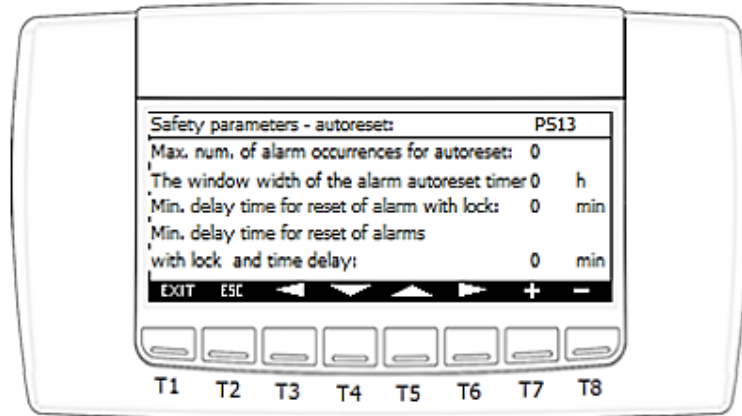 Safety parameters - autoreset: PS13
Max. num. of alarm occurrences for autoreset: 0
The window width of the alarm autoreset timer 0 h
Min. delay time for reset of alarm with lock: 0 min
Min. delay time for reset of alarms
with lock and time delay: 0 min
EXIT ESC + -
T1 T2 T3 T4 T5 T6 T7 T8